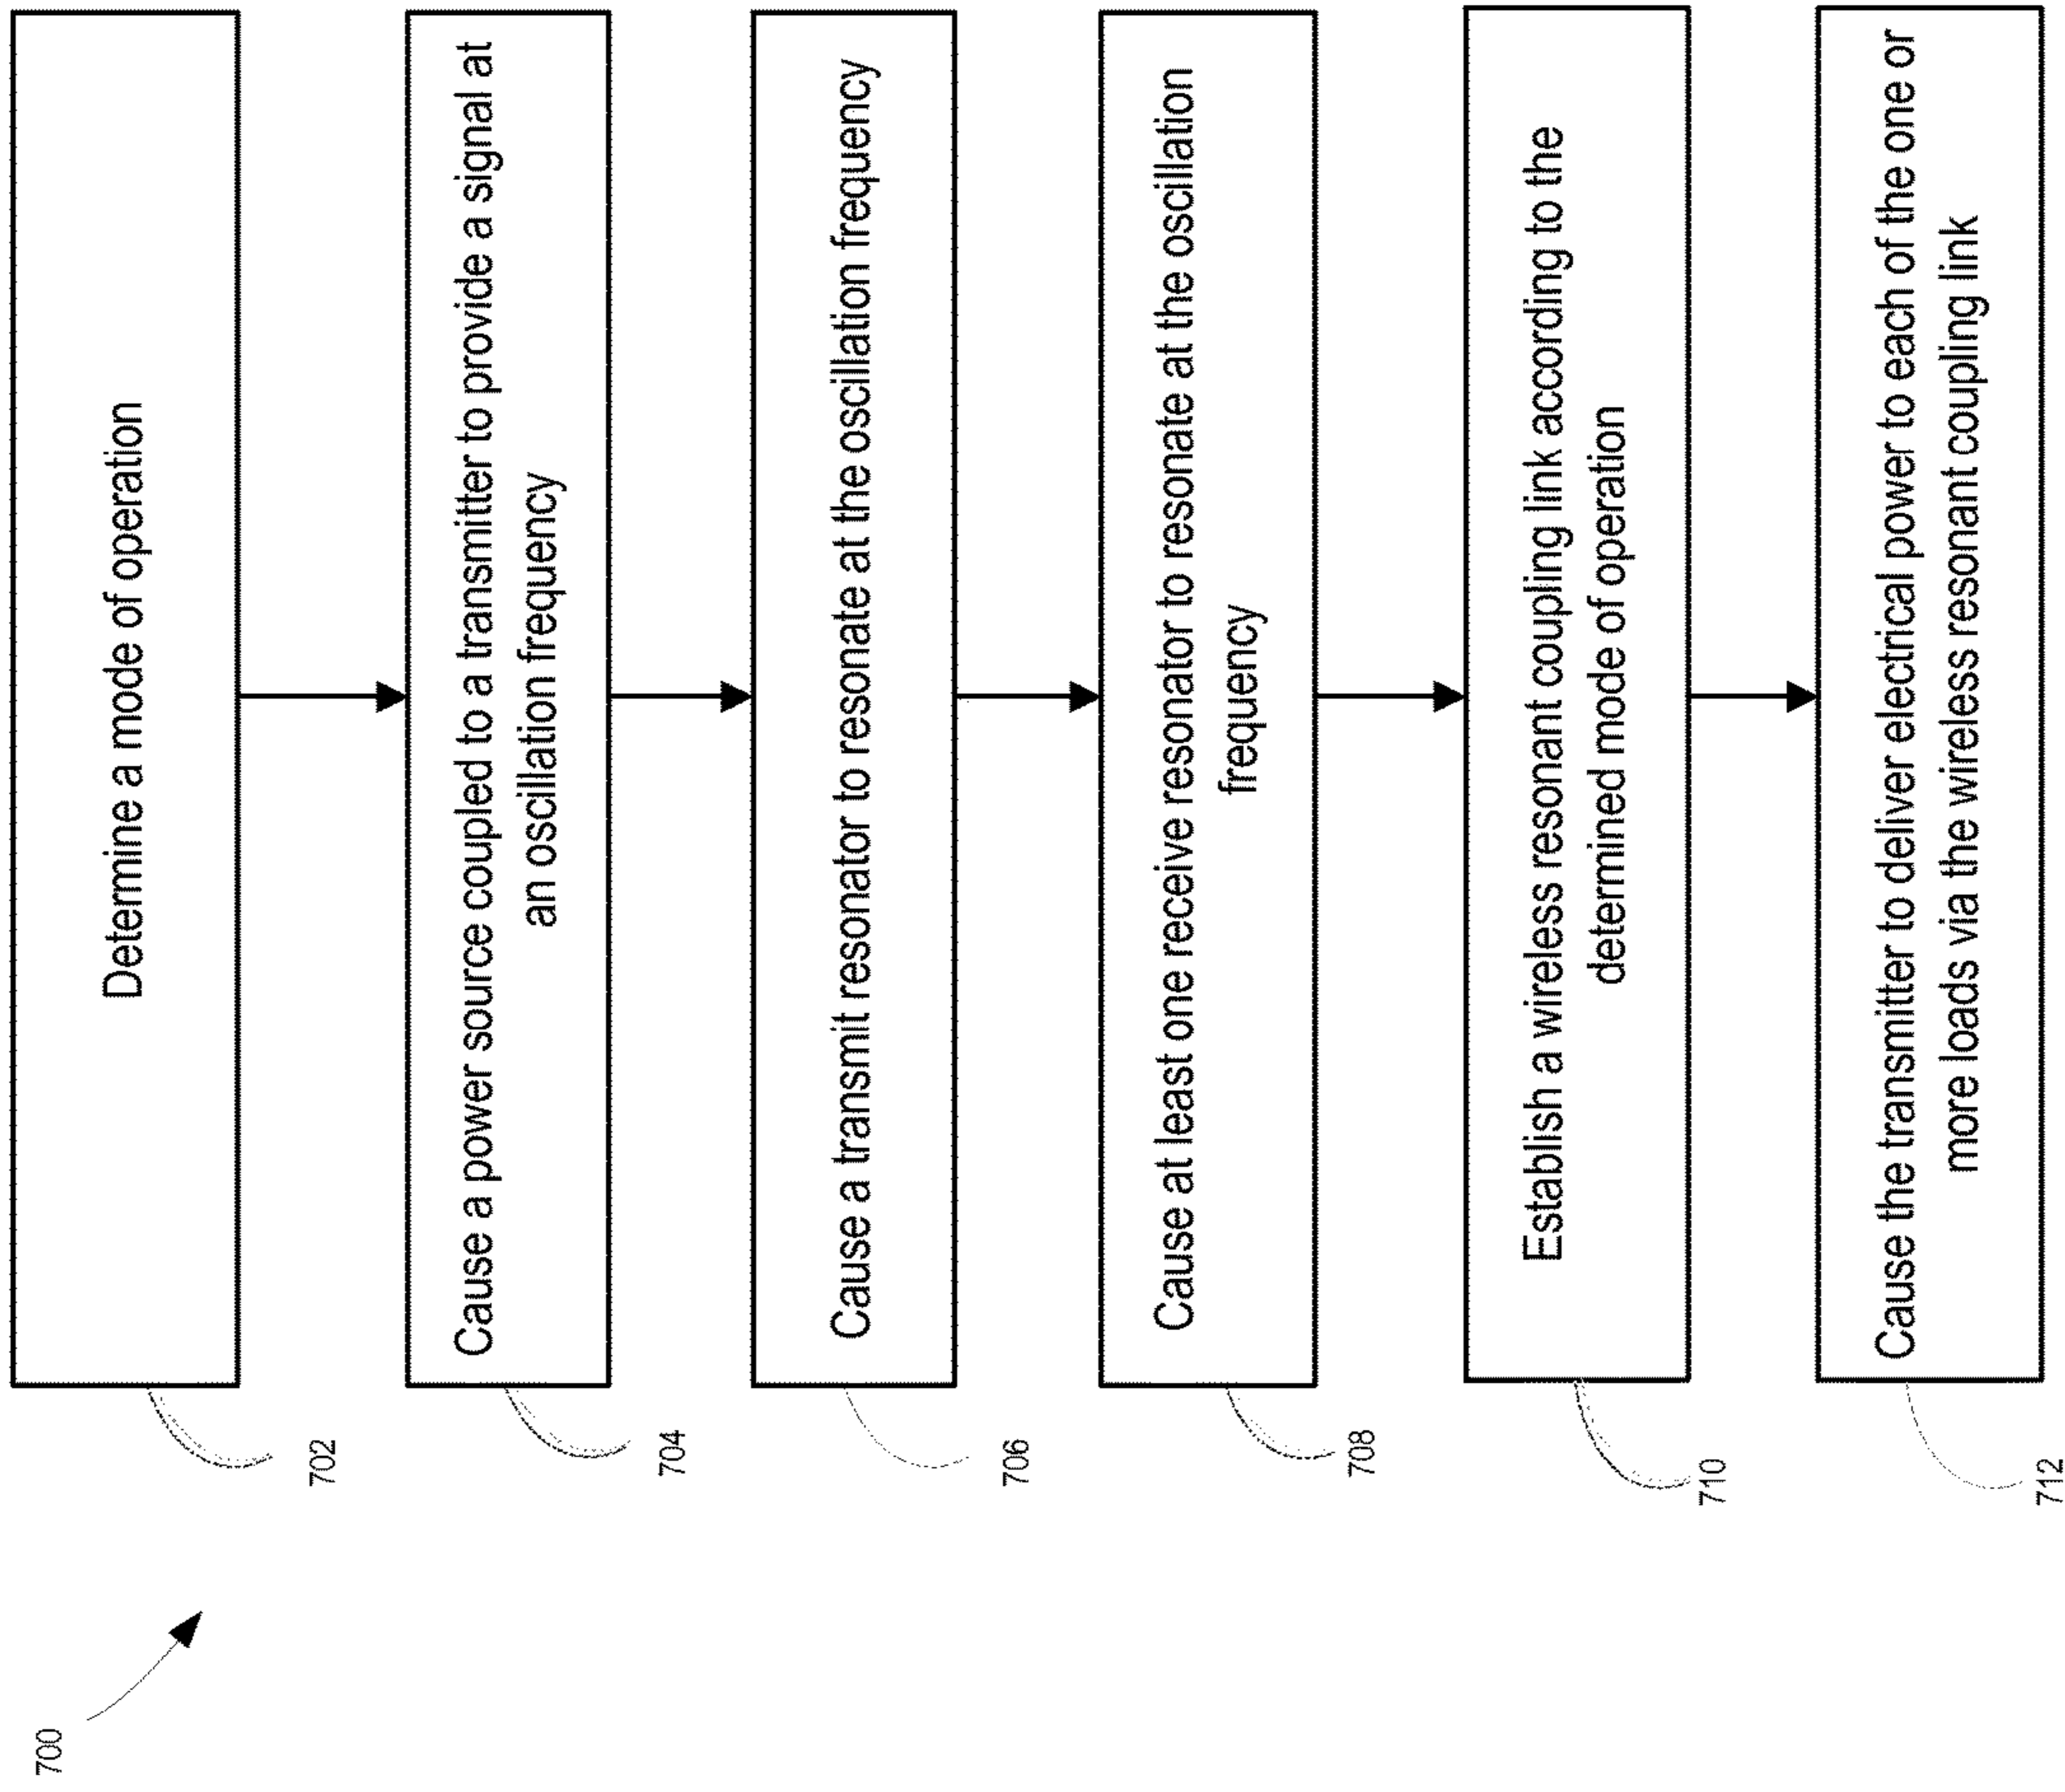 700
702
Determine a mode of operation
704
Cause a power source coupled to a transmitter to provide a signal at
an oscillation frequency
706
Cause a transmit resonator to resonate at the oscillation frequency
708
Cause at least one receive resonator to resonate at the oscillation
frequency
710
Establish a wireless resonant coupling link according to the
determined mode of operation
712
Cause the transmitter to deliver electrical power to each of the one or
more loads via the wireless resonant coupling link